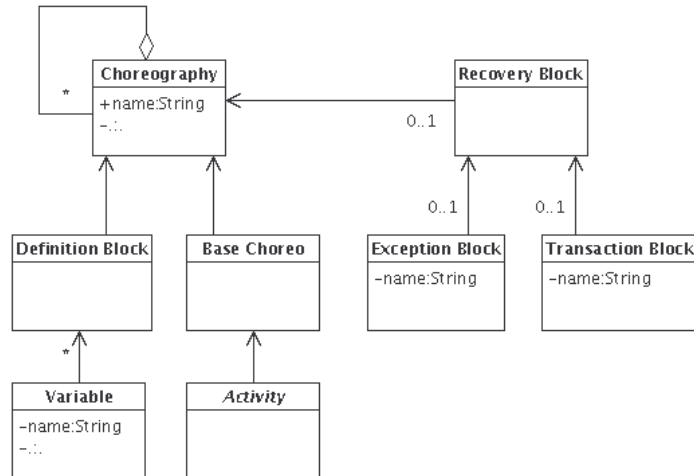 Choreography
+name:String
-.:.
*
Recovery Block
0..1
0..1
0..1
Definition Block
Base Choreo
Exception Block
-name:String
Transaction Block
-name:String
*
Variable
-name:String
-.:.
Activity